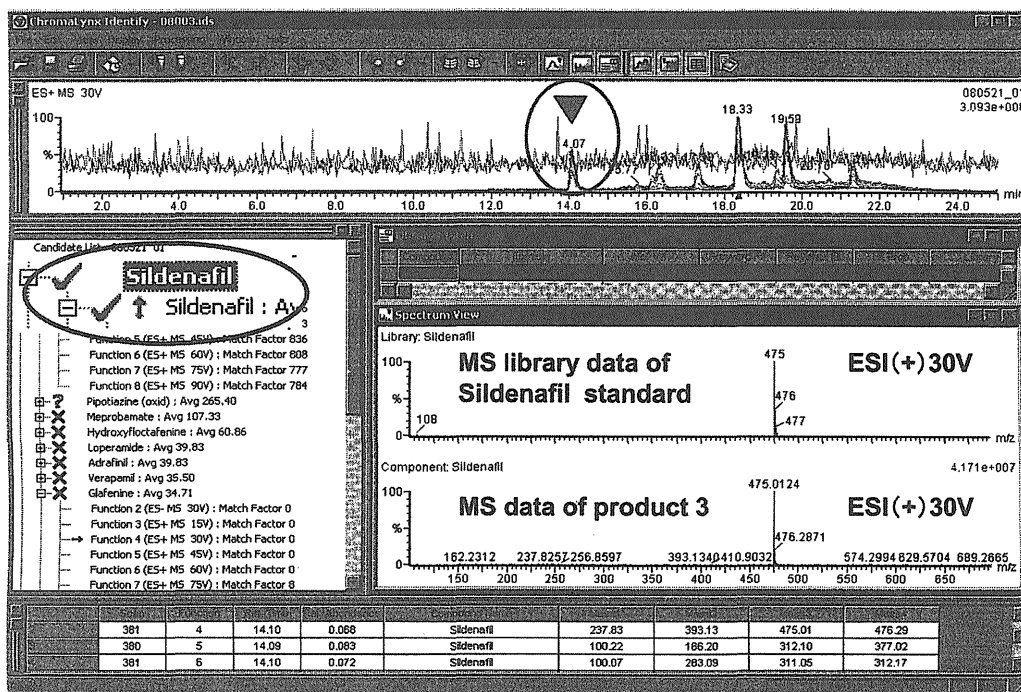 ChromaLynx Identify - 08003.ids
ES+ MS 30V
080521_01
3.093e+006
100
%
0
4.07
18.33
19.59
2.0 4.0 6.0 8.0 10.0 12.0 14.0 16.0 18.0 20.0 22.0 24.0 min
Candidate List: 080521_01
Sildenafil
Sildenafil : Av
3
Function 5 (ES+ MS 45V) : Match Factor 836
Function 6 (ES+ MS 60V) : Match Factor 808
Function 7 (ES+ MS 75V) : Match Factor 777
Function 8 (ES+ MS 90V) : Match Factor 784
Pipotiazine (oxid) : Avg 265.40
Meprobamate : Avg 107.33
Hydroxyfloctafenine : Avg 60.86
Loperamide : Avg 39.83
Adrafinil : Avg 39.83
Verapamil : Avg 35.50
Glafenine : Avg 34.71
Function 2 (ES- MS 30V) : Match Factor 0
Function 3 (ES+ MS 15V) : Match Factor 0
Function 4 (ES+ MS 30V) : Match Factor 0
Function 5 (ES+ MS 45V) : Match Factor 0
Function 6 (ES+ MS 60V) : Match Factor 0
Function 7 (ES+ MS 75V) : Match Factor 8
Spectrum View
Library: Sildenafil
100
%
0
MS library data of
Sildenafil standard
ESI(+)30V
108
475
476
477
m/z
Component: Sildenafil
4.171e+007
100
%
0
MS data of product 3
ESI(+)30V
475.0124
476.2871
162.2312 237.8257 256.8597 393.1340 410.9032 574.2994 629.5704 689.2665
m/z
150 200 250 300 350 400 450 500 550 600 650
381 4 14.10 0.068 Sildenafil 237.83 393.13 475.01 476.29
380 5 14.09 0.083 Sildenafil 100.22 166.20 312.10 377.02
381 6 14.10 0.072 Sildenafil 100.07 283.09 311.05 312.17